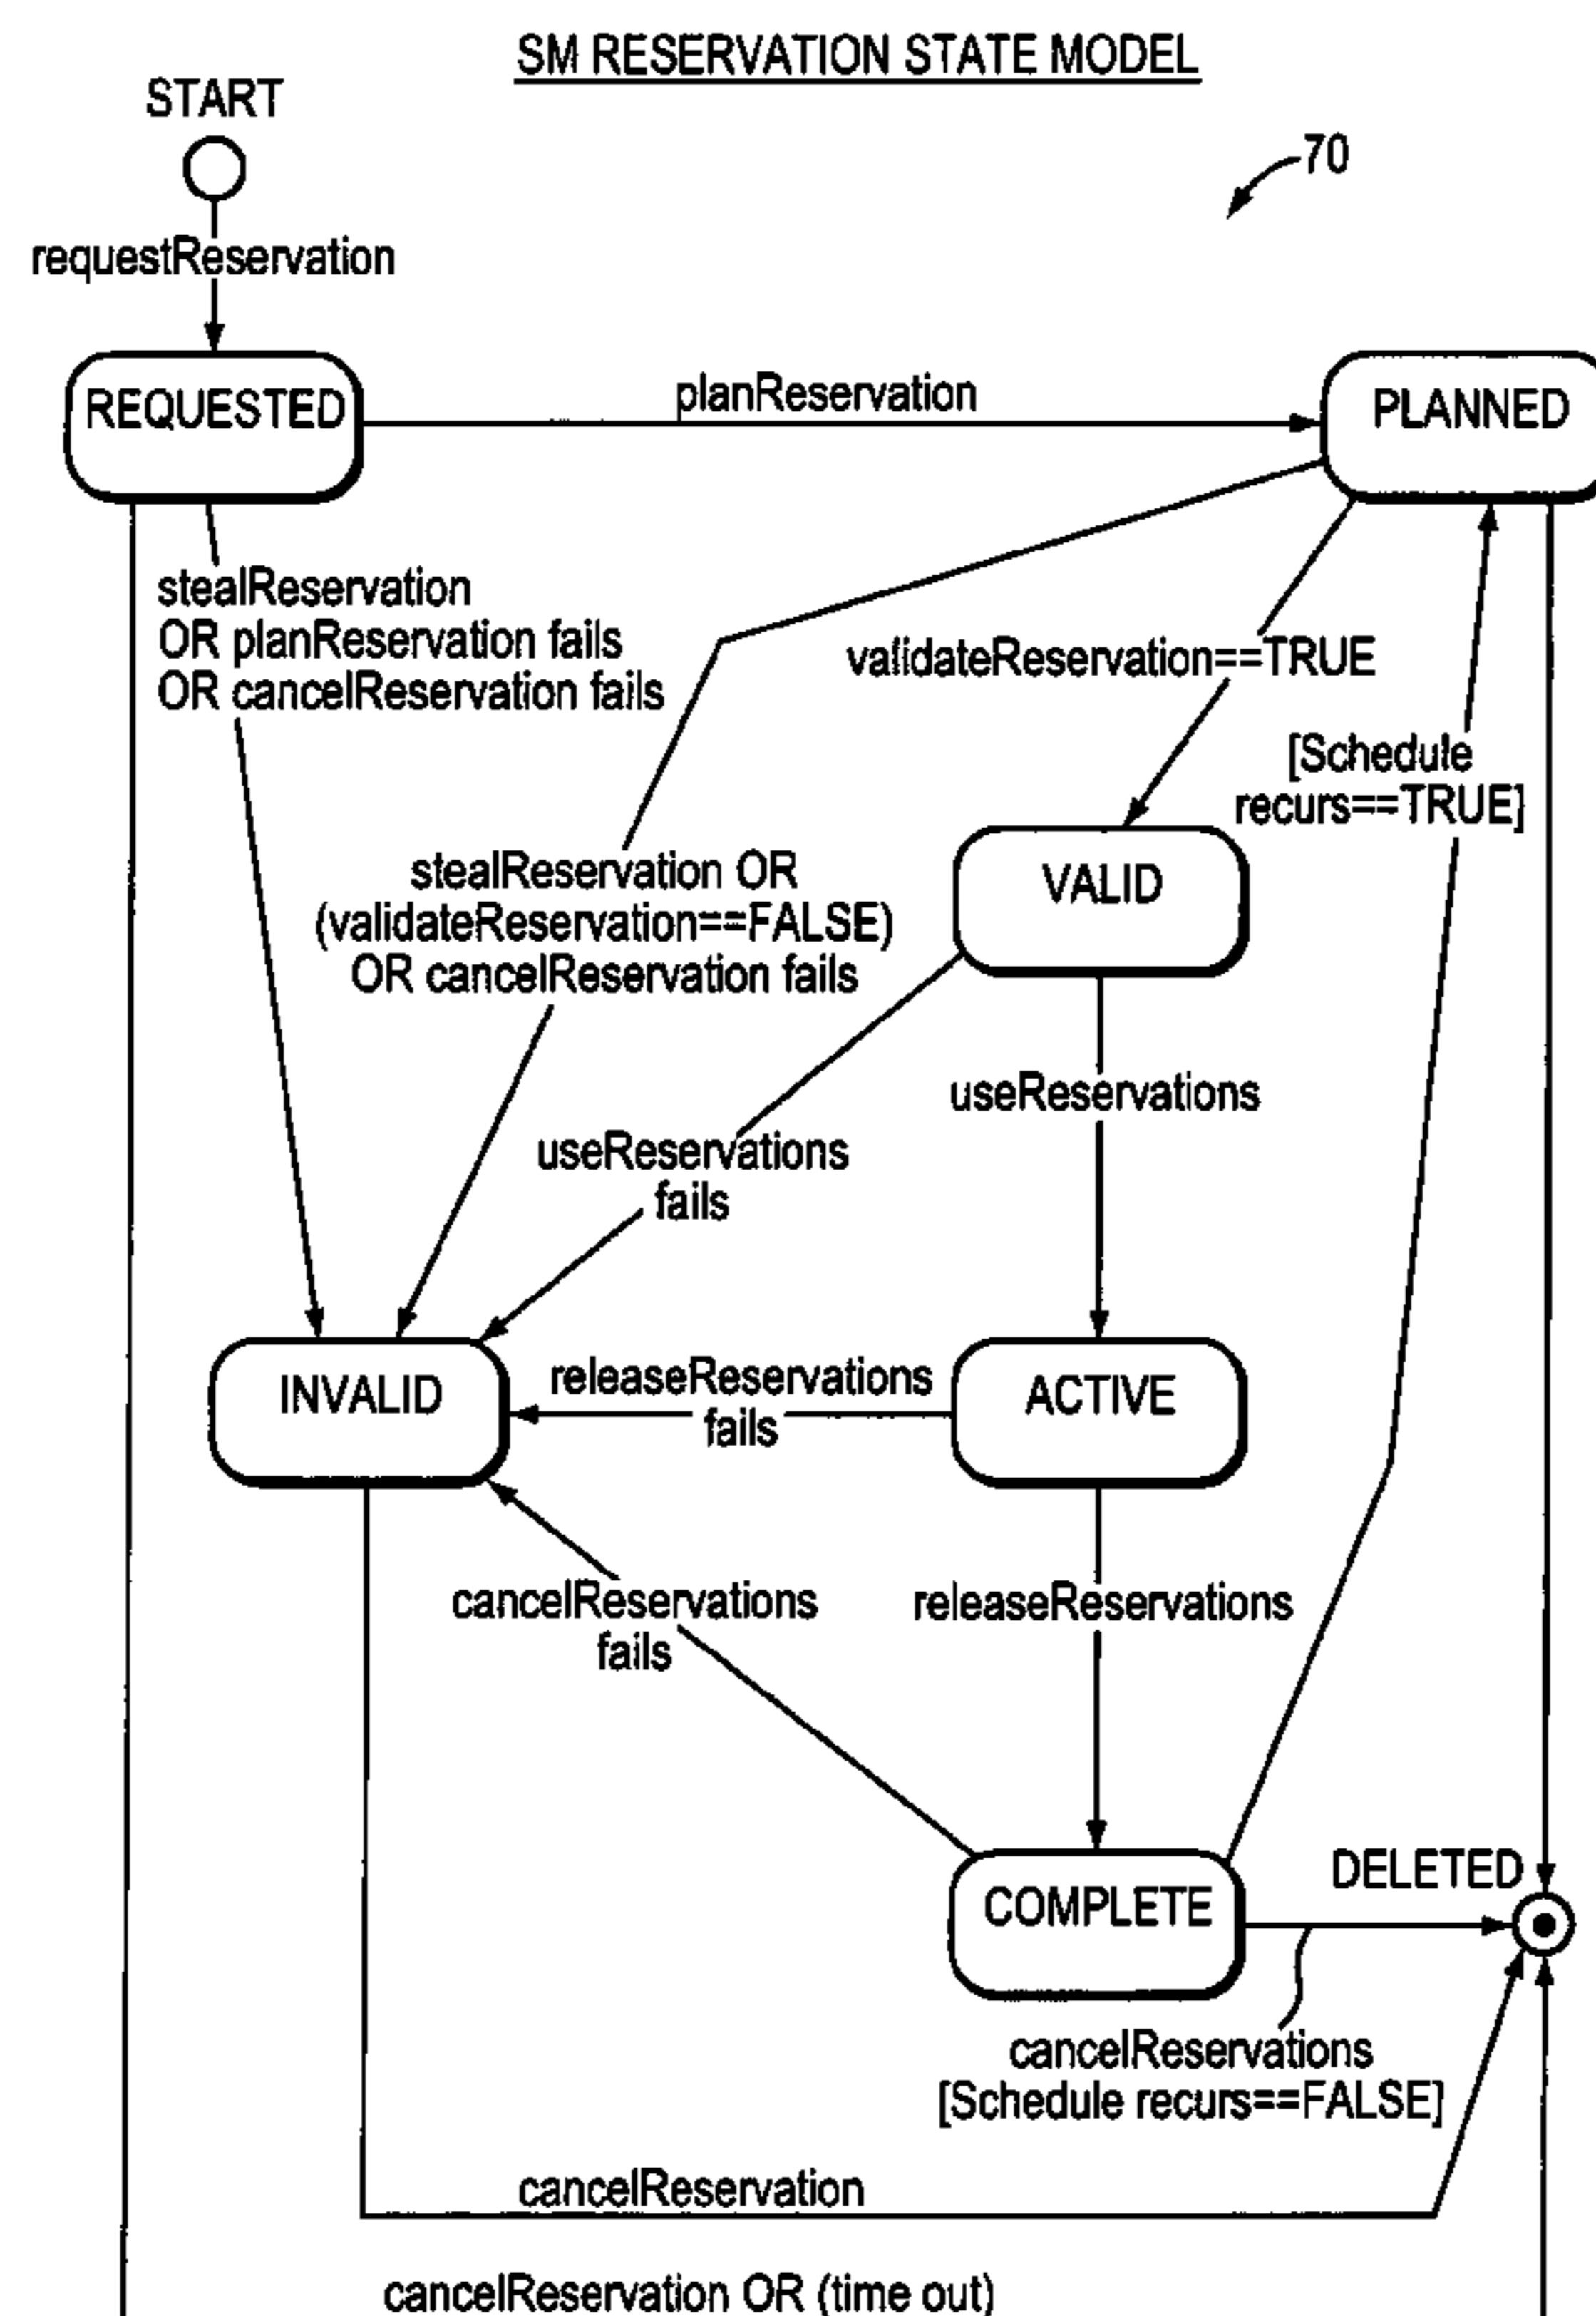 SM RESERVATION STATE MODEL
START
70
requestReservation
REQUESTED
planReservation
PLANNED
stealReservation
OR planReservation fails
OR cancelReservation fails
validateReservation==TRUE
[Schedule
recurs==TRUE]
stealReservation OR
(validateReservation==FALSE)
OR cancelReservation fails
VALID
useReservations
useReservations
fails
INVALID
releaseReservations
fails
ACTIVE
cancelReservations
fails
releaseReservations
COMPLETE
DELETED
cancelReservations
[Schedule recurs==FALSE]
cancelReservation
cancelReservation OR (time out)